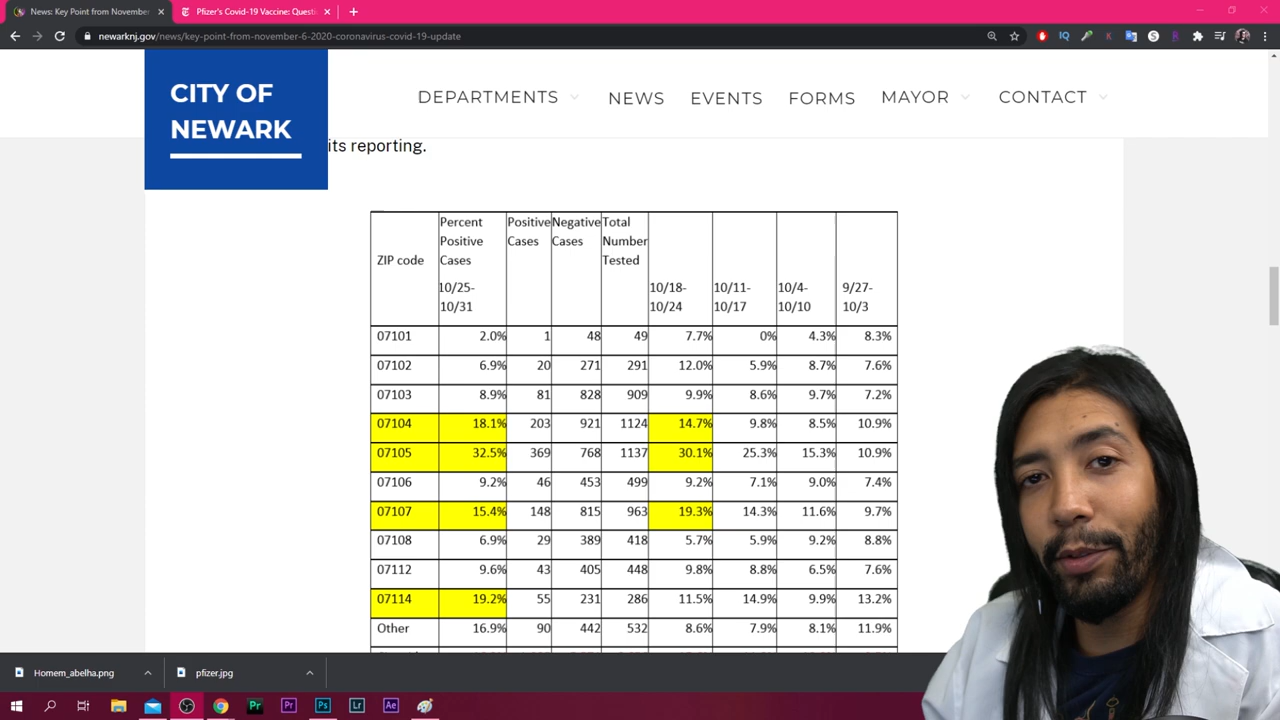 News: Key Point from November
Pfizer's Covid-19 Vaccine: Questi
newarknj.gov/news/key-point-from-november-6-2020-coronavirus-covid-19-update
CITY OF
NEWARK
DEPARTMENTS NEWS EVENTS FORMS MAYOR CONTACT
its reporting.
ZIP code Percent Positive Cases 10/25-10/31 Positive Cases Negative Cases Total Number Tested 10/18-10/24 10/11-10/17 10/4-10/10 9/27-10/3
07101 2.0% 1 48 49 7.7% 0% 4.3% 8.3%
07102 6.9% 20 271 291 12.0% 5.9% 8.7% 7.6%
07103 8.9% 81 828 909 9.9% 8.6% 9.7% 7.2%
07104 18.1% 203 921 1124 14.7% 9.8% 8.5% 10.9%
07105 32.5% 369 768 1137 30.1% 25.3% 15.3% 10.9%
07106 9.2% 46 453 499 9.2% 7.1% 9.0% 7.4%
07107 15.4% 148 815 963 19.3% 14.3% 11.6% 9.7%
07108 6.9% 29 389 418 5.7% 5.9% 9.2% 8.8%
07112 9.6% 43 405 448 9.8% 8.8% 6.5% 7.6%
07114 19.2% 55 231 286 11.5% 14.9% 9.9% 13.2%
Other 16.9% 90 442 532 8.6% 7.9% 8.1% 11.9%
Homem_abelha.png
pfizer.jpg
Pr Pr Ps Lr Ae